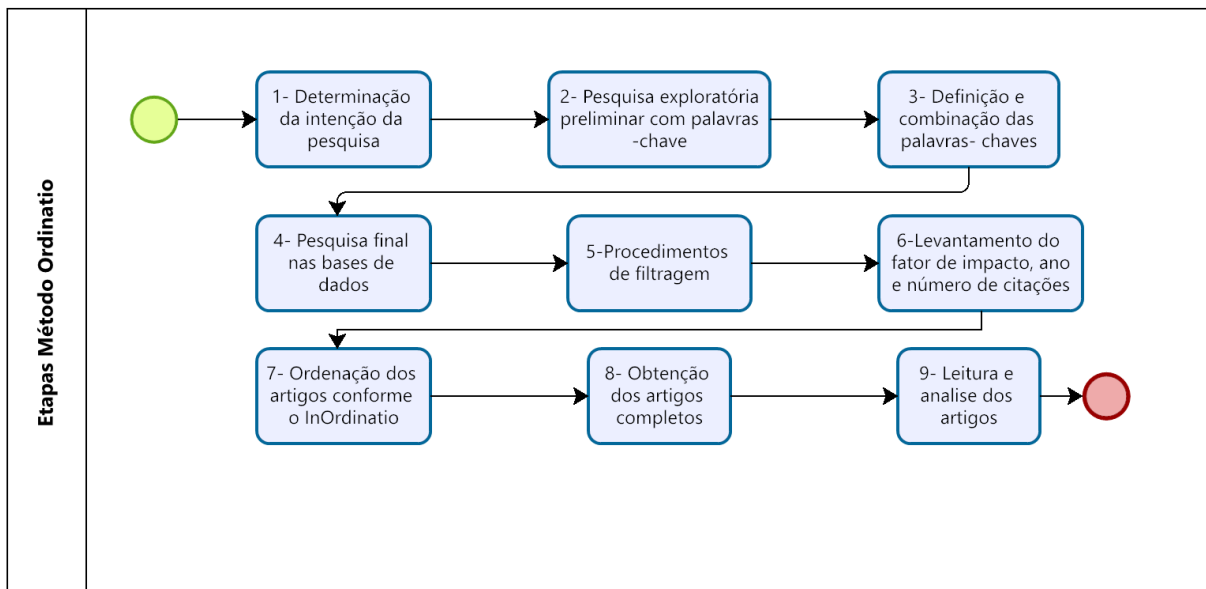 Etapas Método Ordinatio
1- Determinação
da intenção da
pesquisa
2- Pesquisa exploratória
preliminar com palavras
-chave
3- Definição e
combinação das
palavras- chaves
4- Pesquisa final
nas bases de
dados
5-Procedimentos
de filtragem
6-Levantamento do
fator de impacto, ano
e número de citações
7- Ordenação dos
artigos conforme
o InOrdinatio
8- Obtenção
dos artigos
completos
9- Leitura e
analise dos
artigos